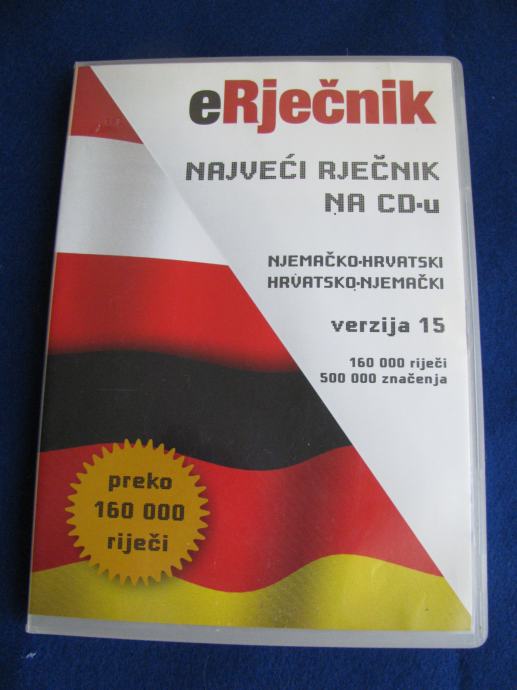 eRječnik
NAJVEĆI RJEČNIK
NA CD-u
NJEMAČKO-HRVATSKI
HRVATSKO-NJEMAČKI
verzija 15
160 000 riječi
500 000 značenja
preko
160 000
riječi